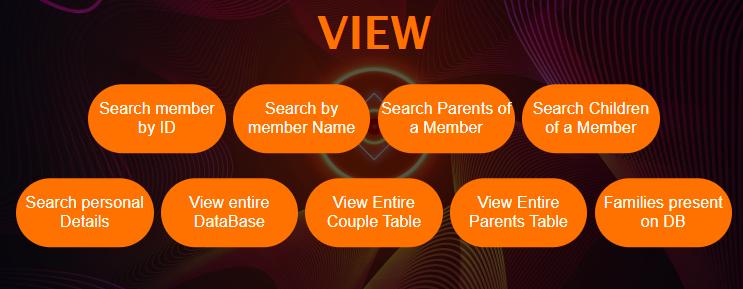 VIEW
Search member
by ID
Search by
member Name
Search Parents of
a Member
Search Children
of a Member
Search personal
Details
View entire
DataBase
View Entire
Couple Table
View Entire
Parents Table
Families present
on DB